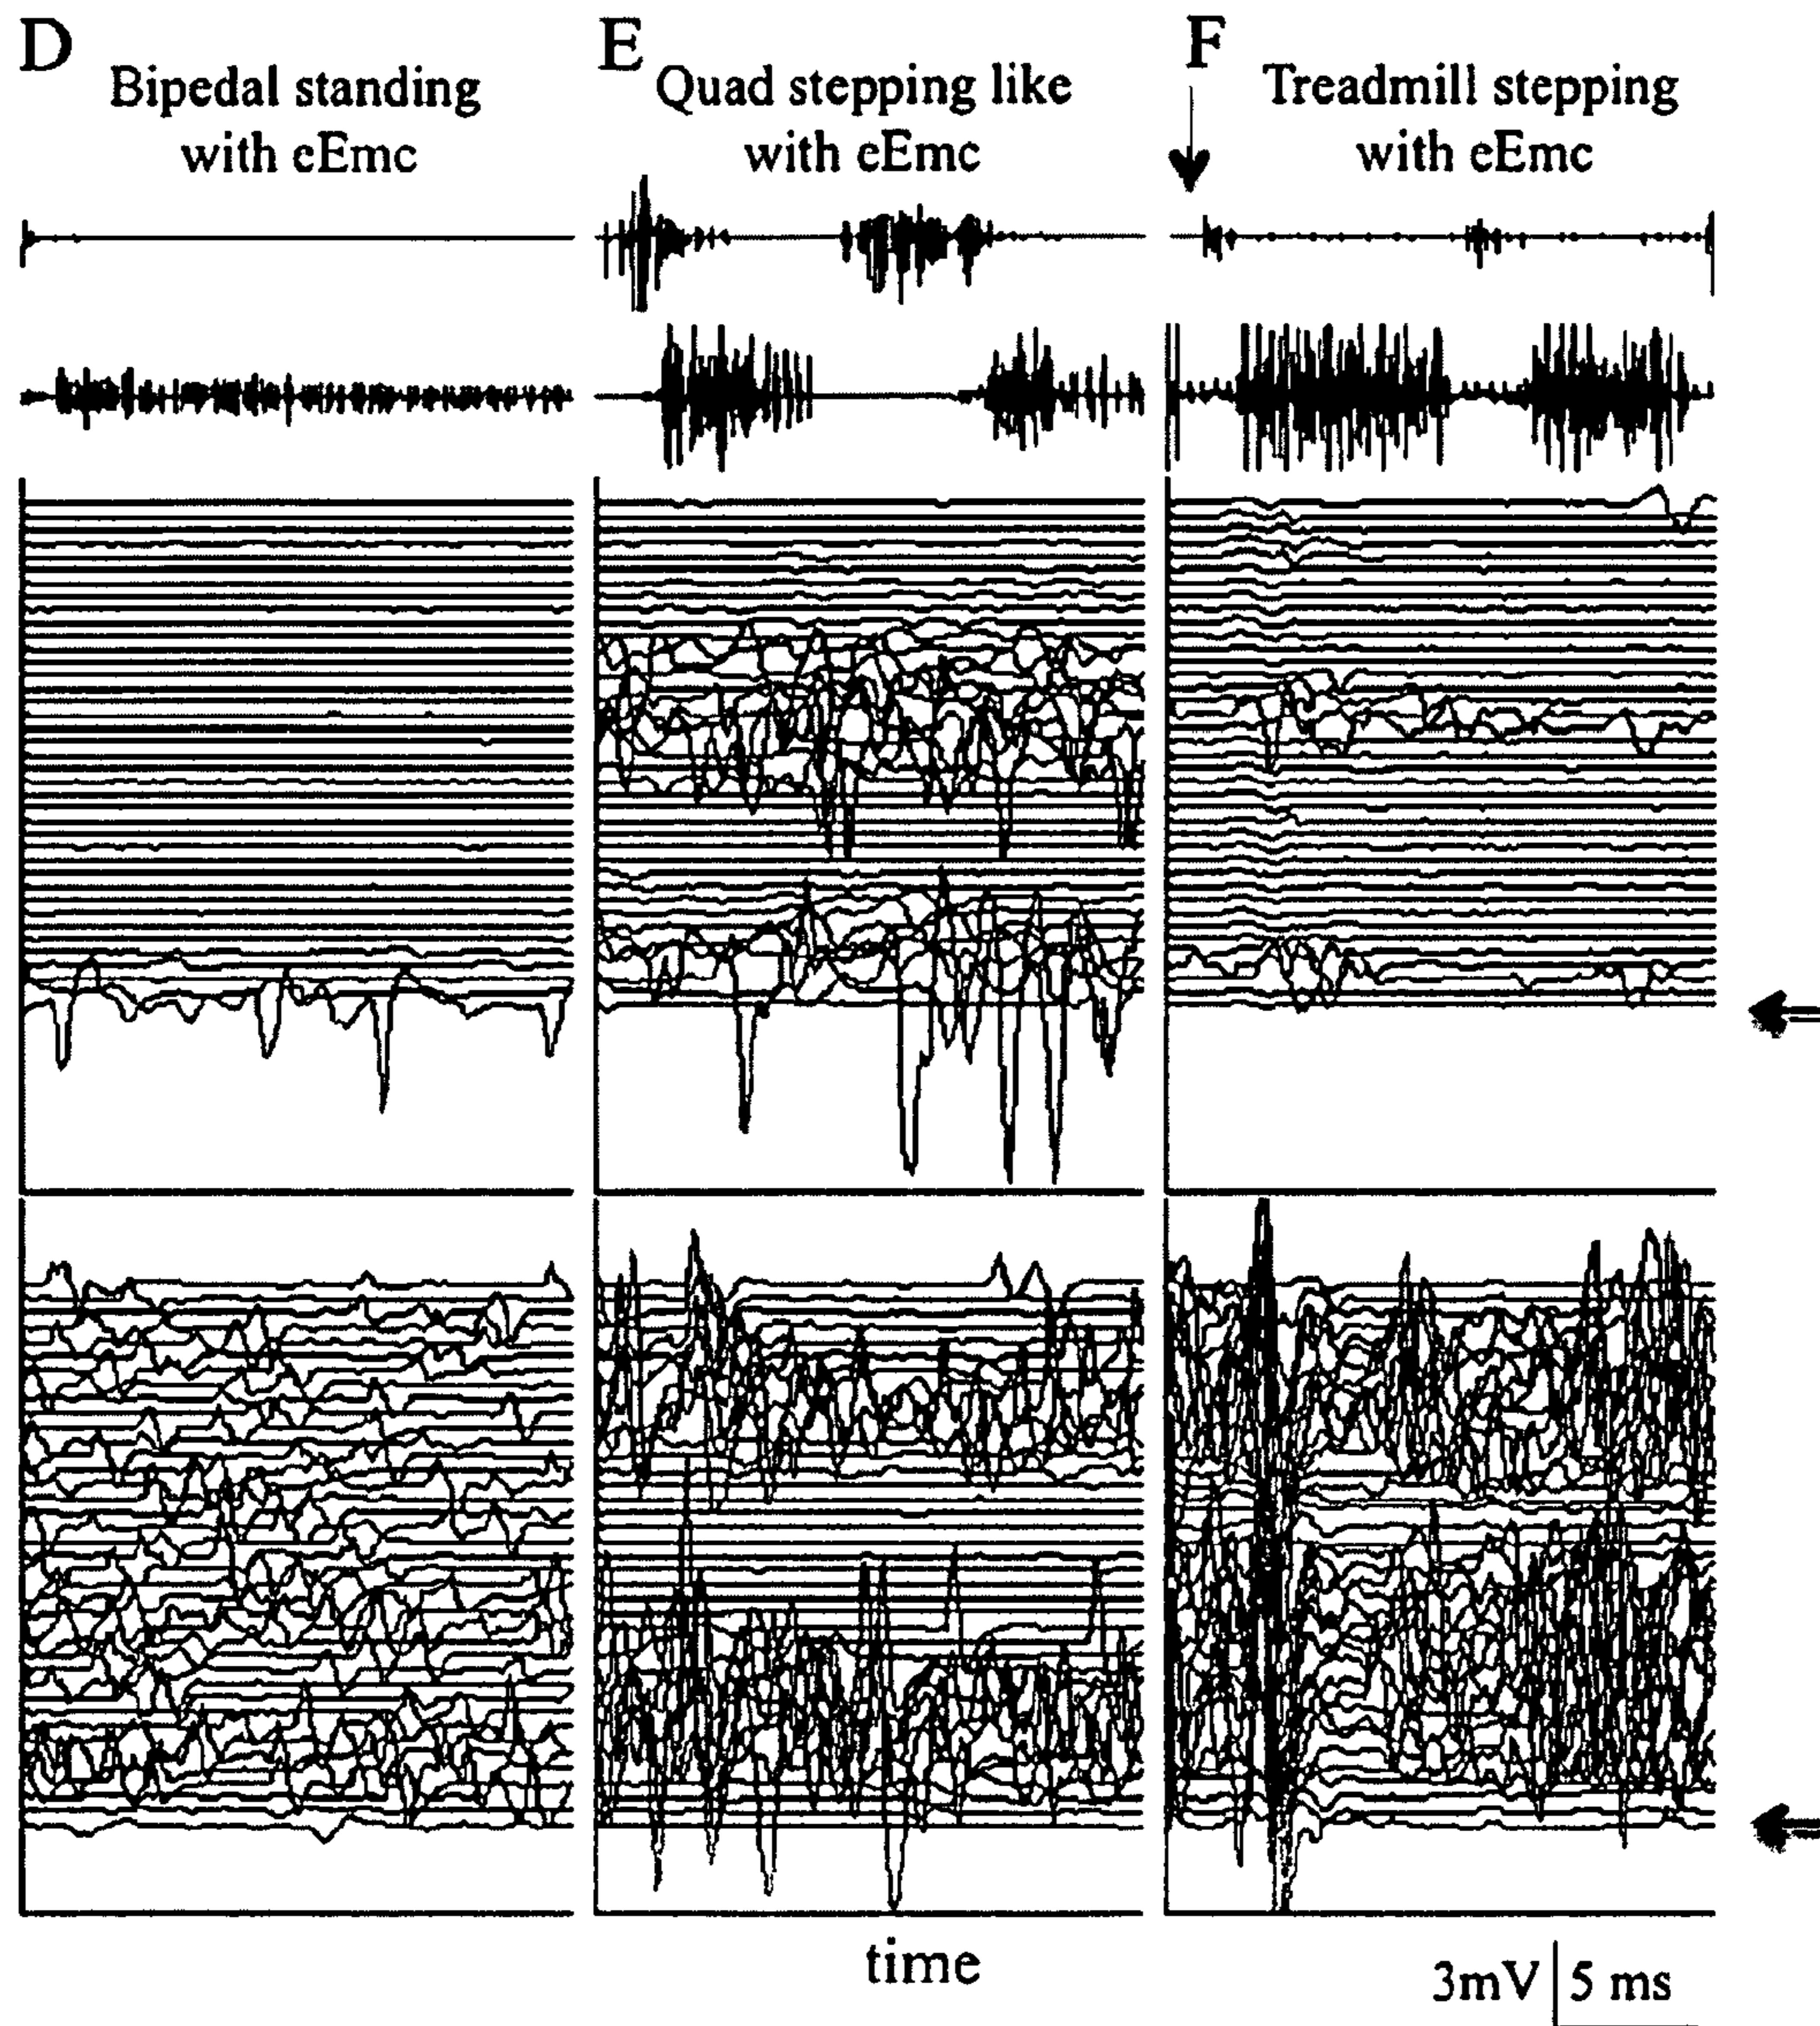 D
Bipedal standing
with eEmc
E
Quad stepping like
with eEmc
F
Treadmill stepping
with eEmc
time
3mV 5 ms